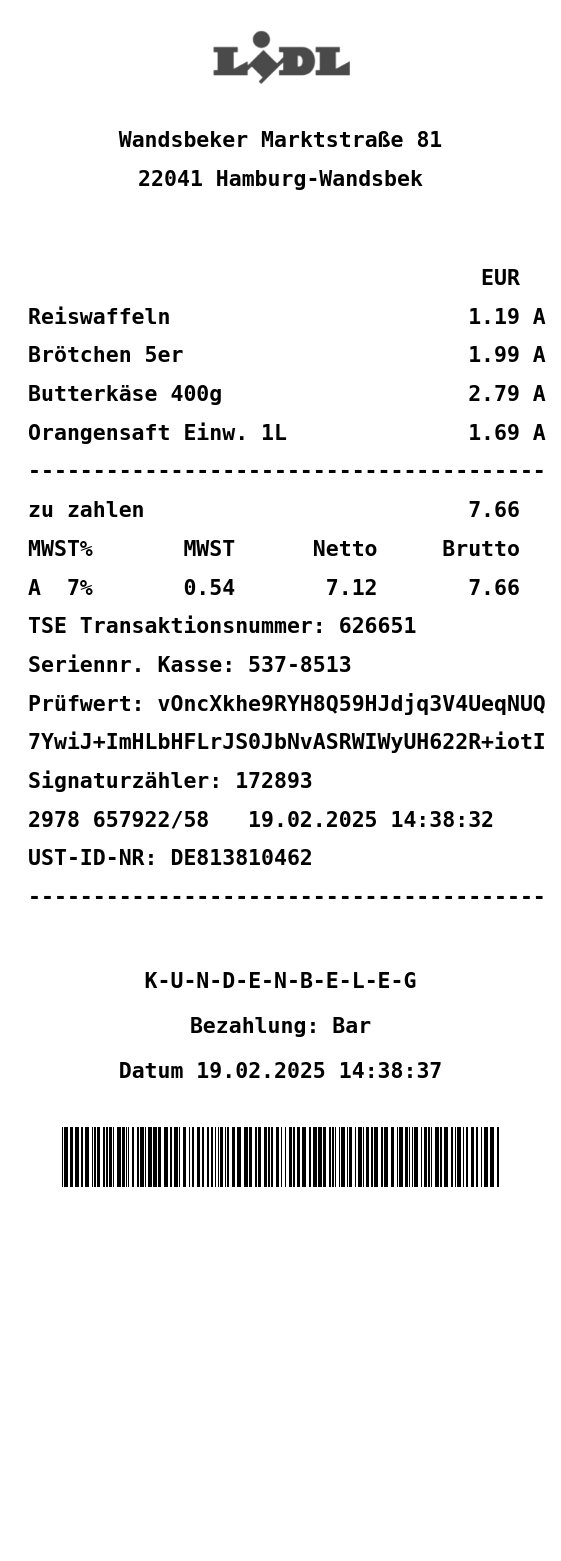 LIDL
Wandsbeker Marktstraße 81
22041 Hamburg-Wandsbek
EUR
Reiswaffeln 1.19 A
Brötchen 5er 1.99 A
Butterkäse 400g 2.79 A
Orangensaft Einw. 1L 1.69 A
----------------------------------------
zu zahlen 7.66
MWST% MWST Netto Brutto
A 7% 0.54 7.12 7.66
TSE Transaktionsnummer: 626651
Seriennr. Kasse: 537-8513
Prüfwert: vOncXkhe9RYH8Q59HJdjq3V4UeqNUQ
7YwiJ+ImHLbHFLrJS0JbNvASRWIWyUH622R+iotI
Signaturzähler: 172893
2978 657922/58 19.02.2025 14:38:32
UST-ID-NR: DE813810462
----------------------------------------
K-U-N-D-E-N-B-E-L-E-G
Bezahlung: Bar
Datum 19.02.2025 14:38:37